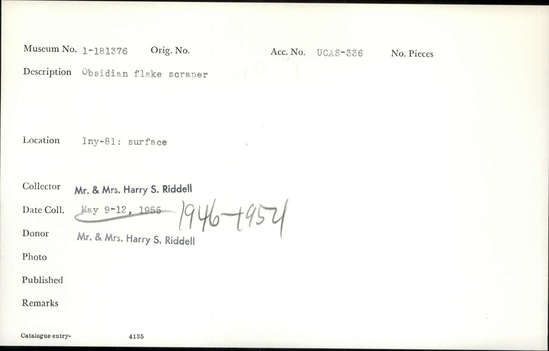 Museum No. 1-181376 Orig. No. Acc. No. UCAS-336 No. Pieces
Description Obsidian flake scraper
Location Iny-81: surface
Collector Mr. & Mrs. Harry S. Riddell
Date Coll. May 9-12, 1955 1946-1954
Donor Mr. & Mrs. Harry S. Riddell
Photo
Published
Remarks
Catalogue entry- 4135